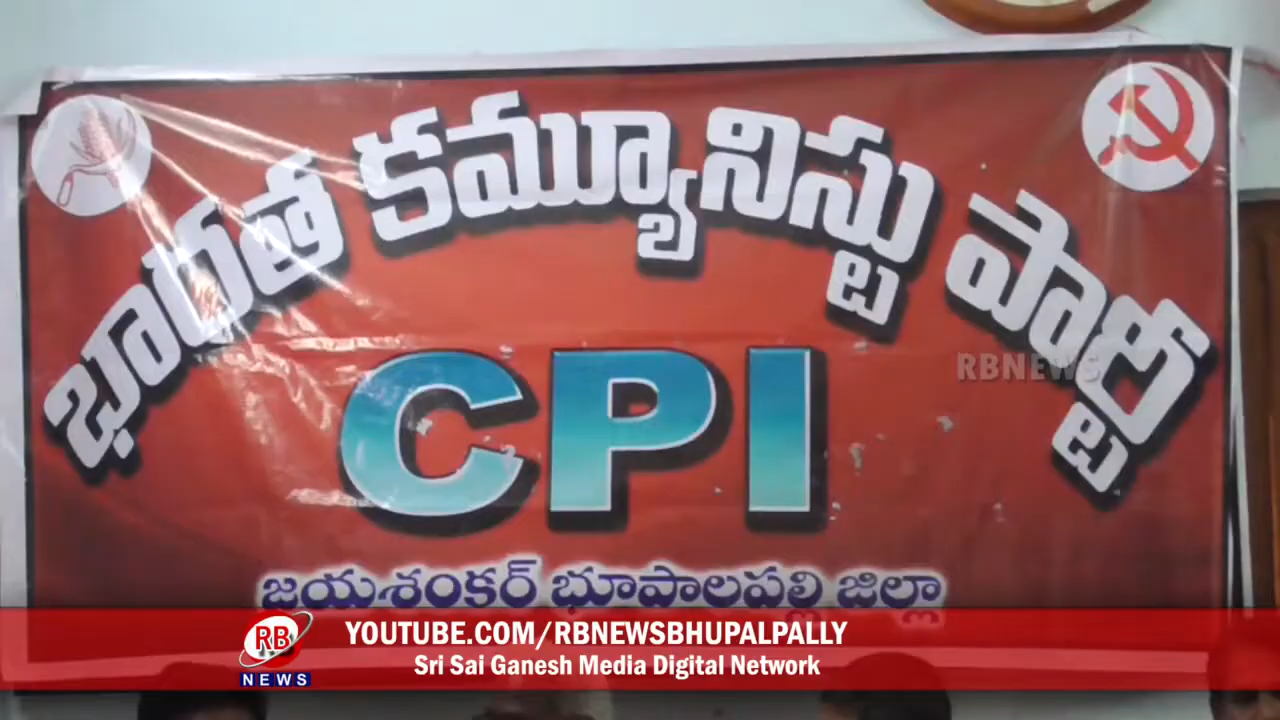 భారత కమ్యూనిస్టు పార్టీ
CPI
జయశంకర్ భూపాలపల్లి జిల్లా
RBNEWS
RB
NEWS
YOUTUBE.COM/RBNEWSBHUPALPALLY
Sri Sai Ganesh Media Digital Network